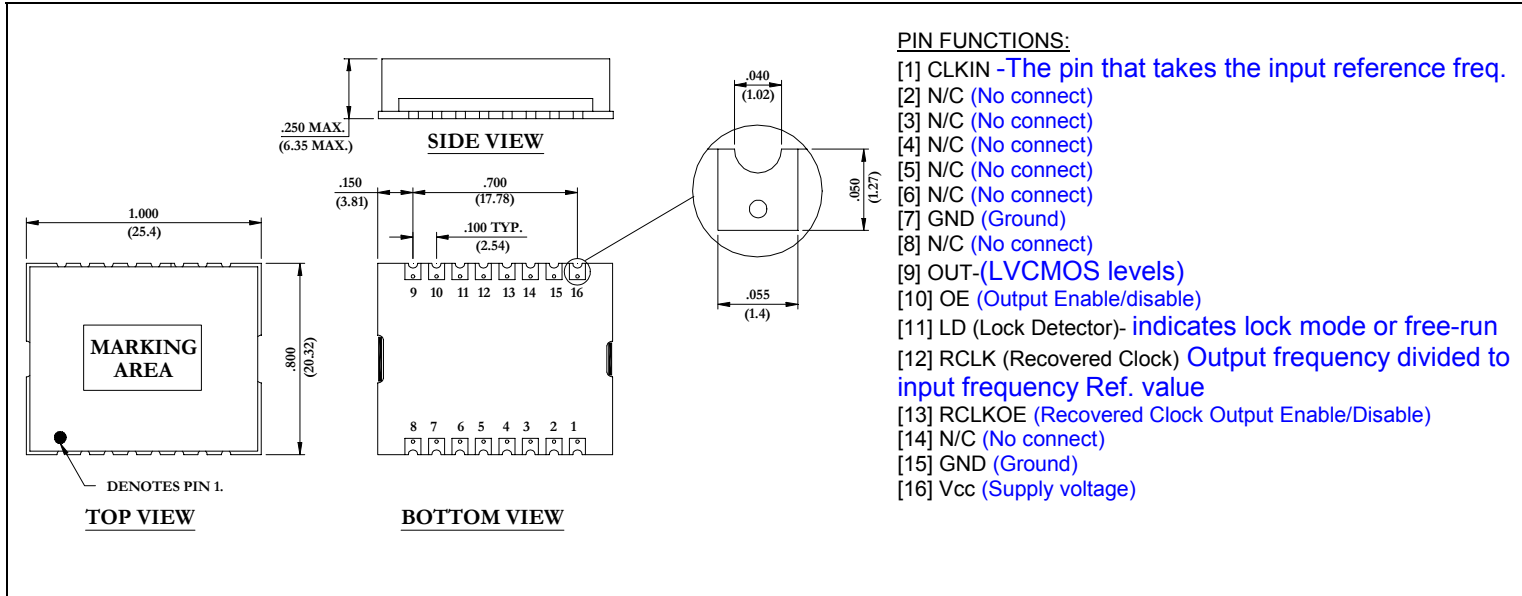 .250 MAX.
(6.35 MAX.)
SIDE VIEW
.040
(1.02)
.050
(1.27)
.055
(1.4)
1.000
(25.4)
MARKING
AREA
.800
(20.32)
DENOTES PIN 1.
TOP VIEW
.150
(3.81)
.700
(17.78)
.100 TYP.
(2.54)
9 10 11 12 13 14 15 16
8 7 6 5 4 3 2 1
BOTTOM VIEW
PIN FUNCTIONS:
[1] CLKIN -The pin that takes the input reference freq.
[2] N/C (No connect)
[3] N/C (No connect)
[4] N/C (No connect)
[5] N/C (No connect)
[6] N/C (No connect)
[7] GND (Ground)
[8] N/C (No connect)
[9] OUT-(LVCMOS levels)
[10] OE (Output Enable/disable)
[11] LD (Lock Detector)- indicates lock mode or free-run
[12] RCLK (Recovered Clock) Output frequency divided to
input frequency Ref. value
[13] RCLKOE (Recovered Clock Output Enable/Disable)
[14] N/C (No connect)
[15] GND (Ground)
[16] Vcc (Supply voltage)